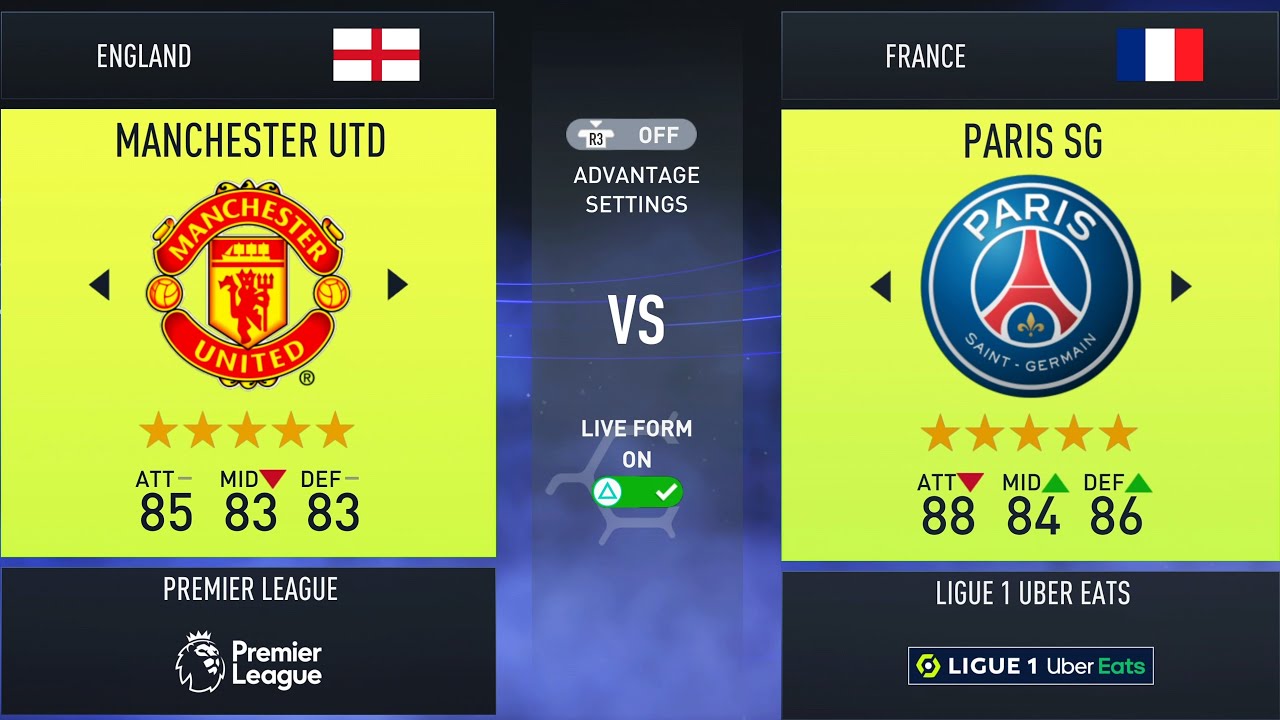 ENGLAND
MANCHESTER UTD
MANCHESTER
UNITED
®
ATT MID DEF
85 83 83
PREMIER LEAGUE
Premier
League
R3 OFF
ADVANTAGE
SETTINGS
VS
LIVE FORM
ON
FRANCE
PARIS SG
PARIS
SAINT-GERMAIN
ATT MID DEF
88 84 86
LIGUE 1 UBER EATS
LIGUE 1 Uber Eats